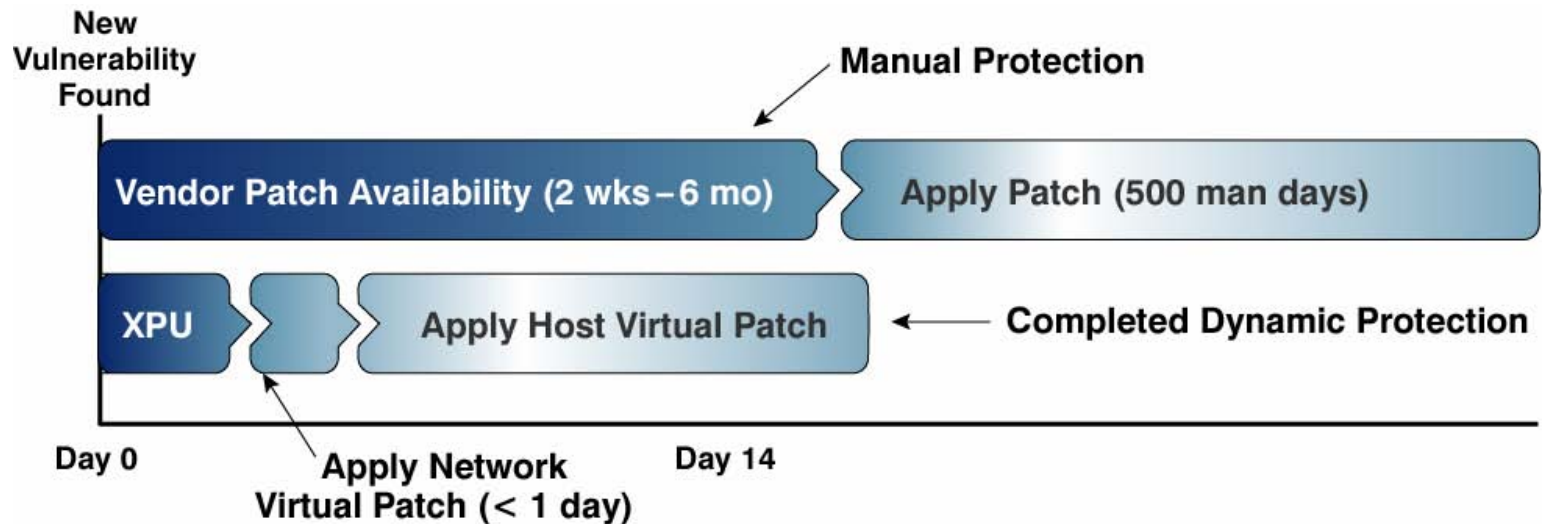 New
Vulnerability
Found
Manual Protection
Vendor Patch Availability (2 wks–6 mo)
Apply Patch (500 man days)
XPU
Apply Host Virtual Patch
Completed Dynamic Protection
Day 0
Apply Network
Virtual Patch (< 1 day)
Day 14